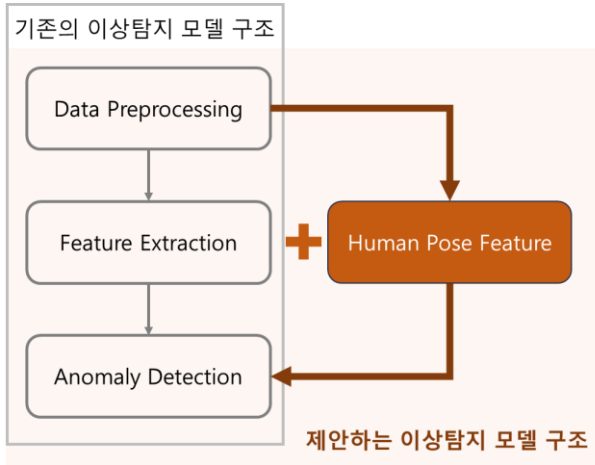 기존의 이상탐지 모델 구조
Data Preprocessing
Feature Extraction
Human Pose Feature
Anomaly Detection
제안하는 이상탐지 모델 구조